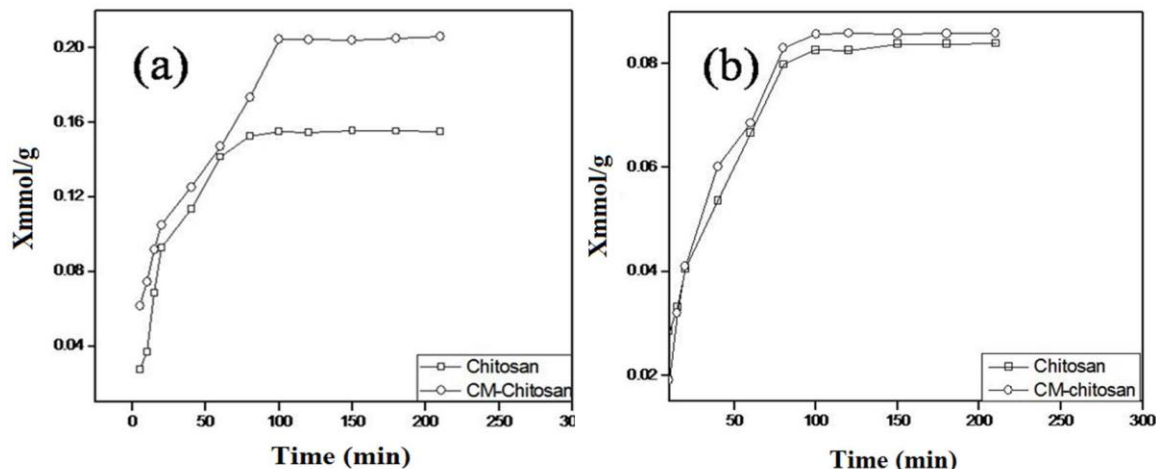 (a)
Xmmol/g
0.20
0.16
0.12
0.08
0.04
0 50 100 150 200 250 30
Time (min)
Chitosan
CM-Chitosan
(b)
Xmmol/g
0.08
0.06
0.04
0.02
50 100 150 200 250 300
Time (min)
Chitosan
CM-chitosan